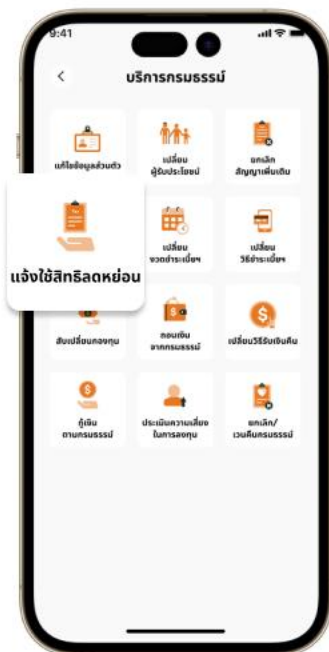 9:41
บริการกรมธรรม์
แก้ไขข้อมูลส่วนตัว
เปลี่ยน
ผู้รับประโยชน์
ยกเลิก
สัญญาเพิ่มเติม
แจ้งใช้สิทธิลดหย่อน
เปลี่ยน
งวดชำระเบี้ยฯ
เปลี่ยน
วิธีชำระเบี้ยฯ
สับเปลี่ยนกองทุน
ถอนเงิน
จากกรมธรรม์
เปลี่ยนวิธีรับเงินคืน
กู้เงิน
ตามกรมธรรม์
ประเมินความเสี่ยง
ในการลงทุน
ยกเลิก/
เวนคืนกรมธรรม์